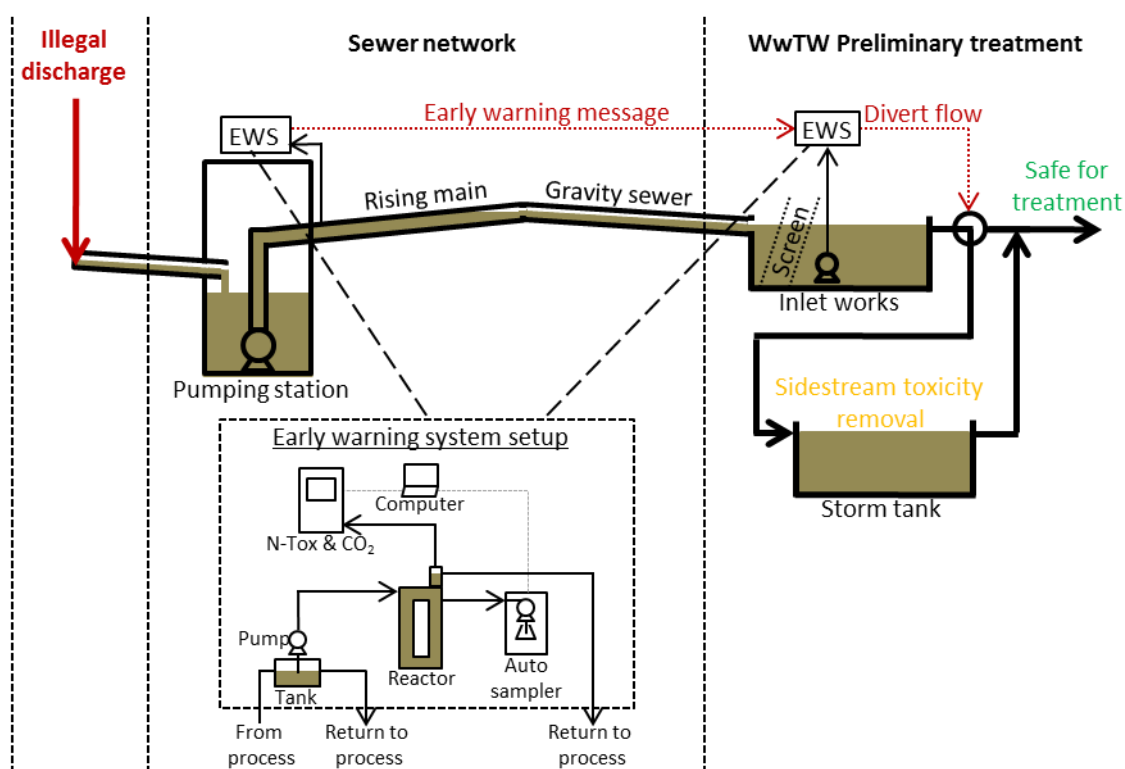 Illegal
discharge
Sewer network
WwTW Preliminary treatment
EWS
Early warning message
EWS
Divert flow
Safe for
treatment
Rising main
Gravity sewer
Screen
Inlet works
Pumping station
Sidestream toxicity
removal
Storm tank
Early warning system setup
Computer
N-Tox & CO₂
Pump
Tank
Reactor
Auto
sampler
From
process
Return to
process
Return to
process